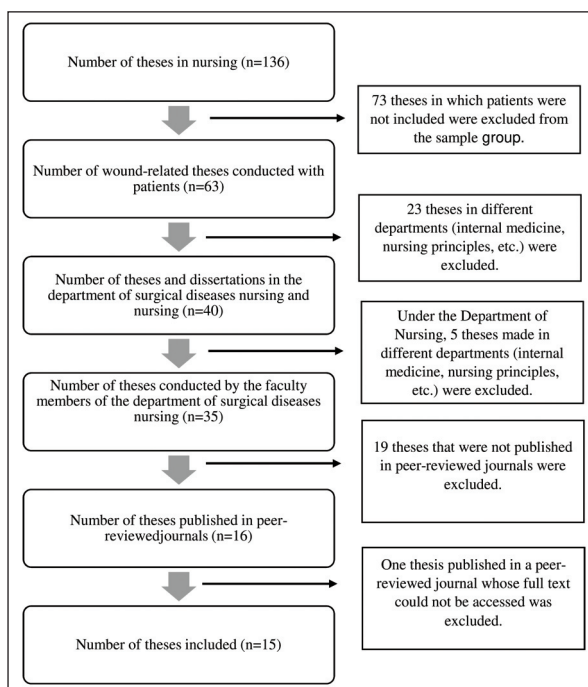 Number of theses in nursing (n=136)
73 theses in which patients were
not included were excluded from
the sample group.
Number of wound-related theses conducted with
patients (n=63)
23 theses in different
departments (internal medicine,
nursing principles, etc.) were
excluded.
Number of theses and dissertations in the
department of surgical diseases nursing and
nursing (n=40)
Under the Department of
Nursing, 5 theses made in
different departments (internal
medicine, nursing principles,
etc.) were excluded.
Number of theses conducted by the faculty
members of the department of surgical diseases
nursing (n=35)
19 theses that were not published
in peer-reviewed journals were
excluded.
Number of theses published in peer-
reviewedjournals (n=16)
One thesis published in a peer-
reviewed journal whose full text
could not be accessed was
excluded.
Number of theses included (n=15)